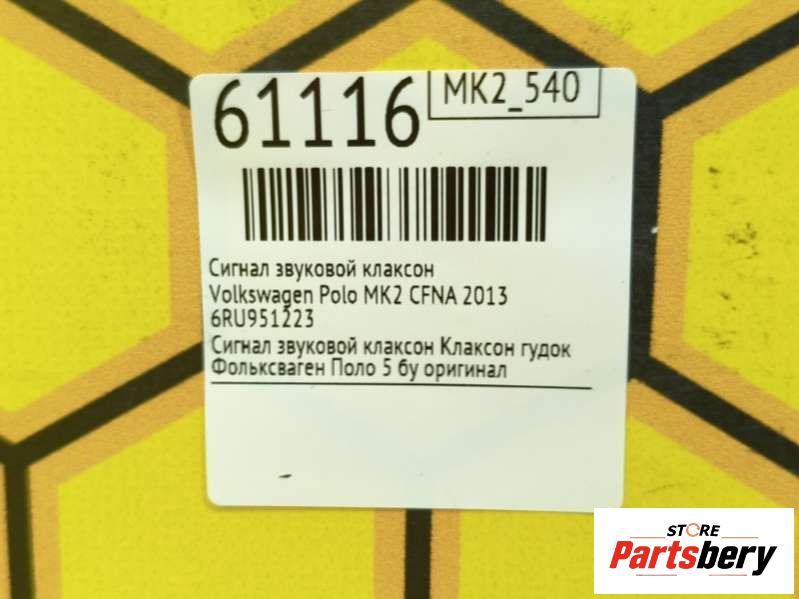 61116
MK2_540
Сигнал звуковой клаксон
Volkswagen Polo MK2 CFNA 2013
6RU951223
Сигнал звуковой клаксон Клаксон гудок
Фольксваген Поло 5 бу оригинал
STORE
Partsbery